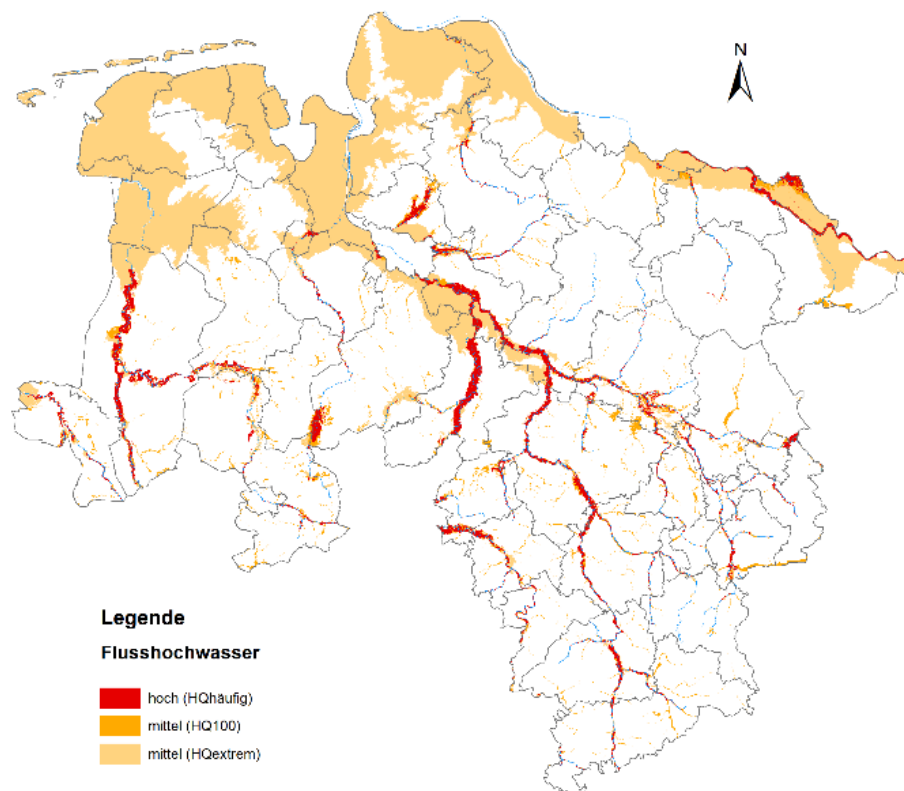 N
Legende
Flusshochwasser
hoch (HQhäufig)
mittel (HQ100)
mittel (HQextrem)